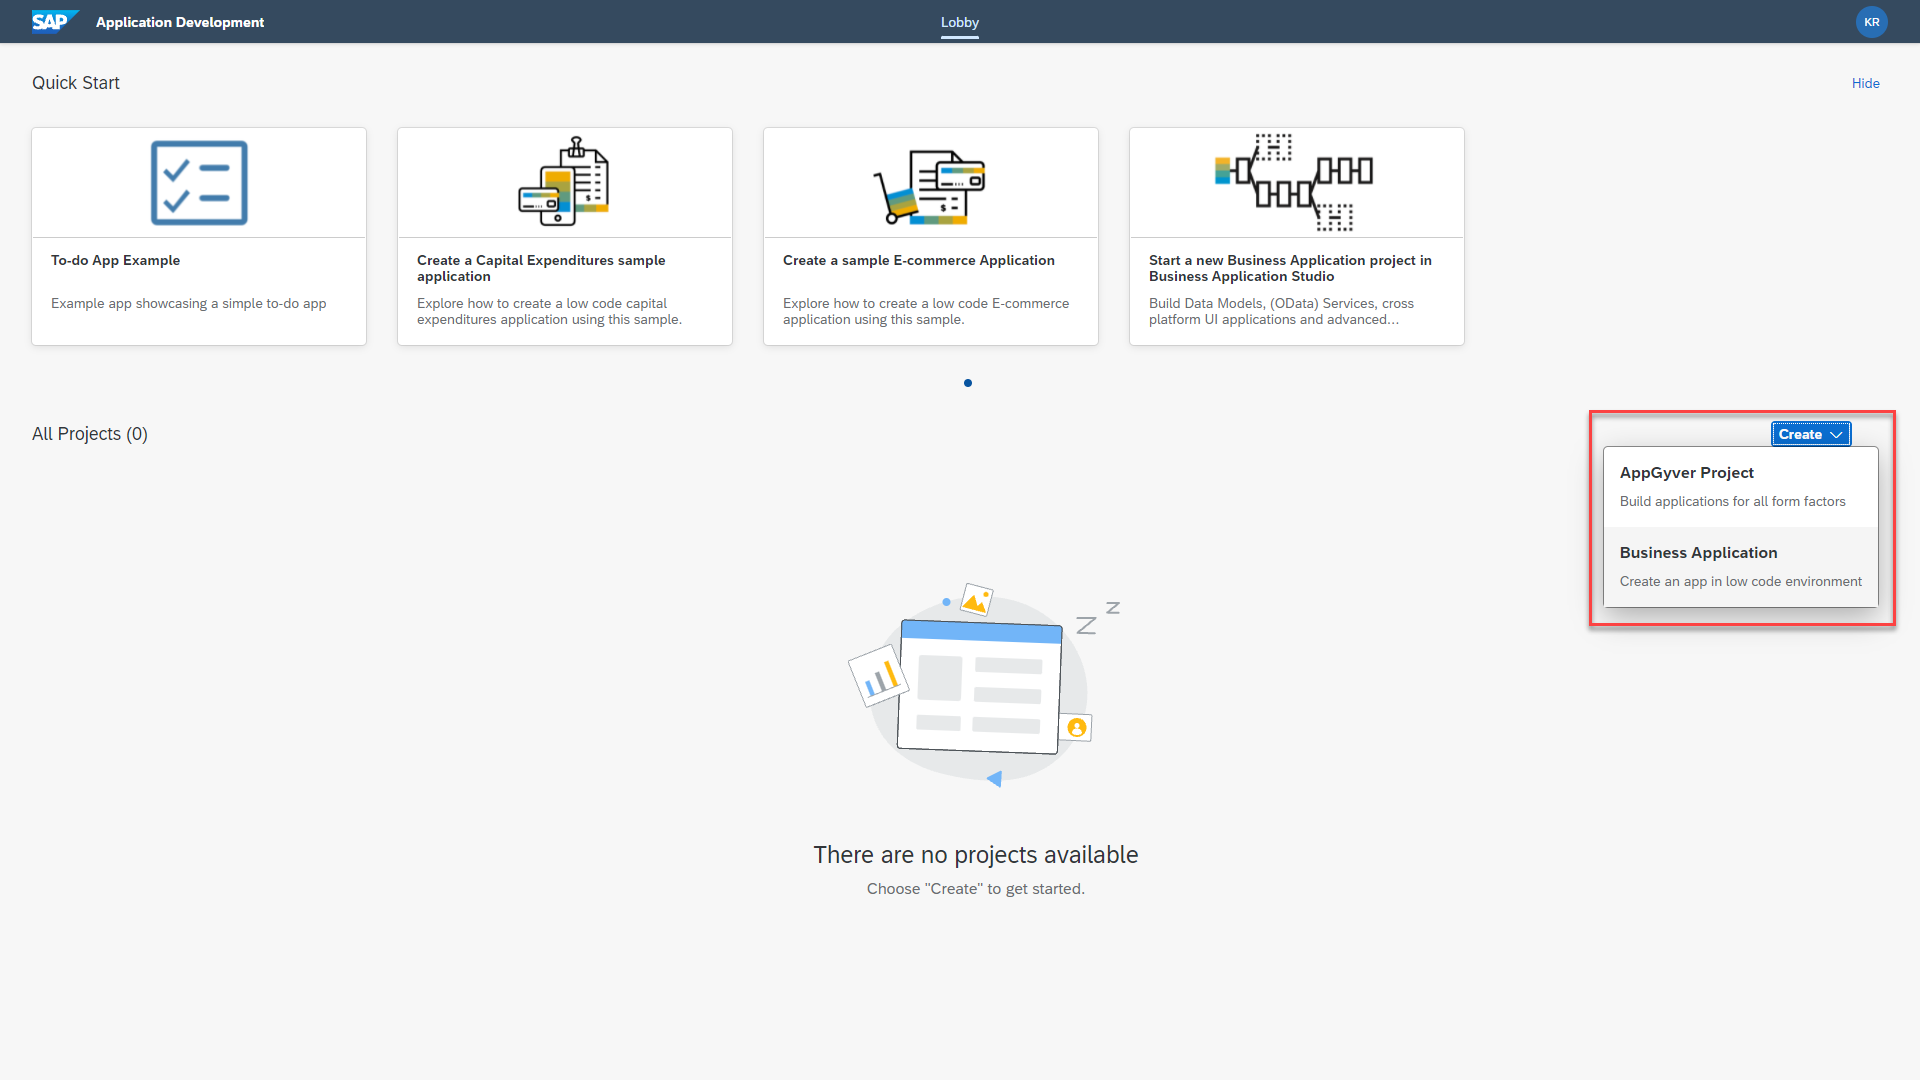 SAP Application Development
Lobby
KR
Quick Start
Hide
To-do App Example
Example app showcasing a simple to-do app
Create a Capital Expenditures sample
application
Explore how to create a low code capital
expenditures application using this sample.
Create a sample E-commerce Application
Explore how to create a low code E-commerce
application using this sample.
Start a new Business Application project in
Business Application Studio
Build Data Models, (OData) Services, cross
platform UI applications and advanced...
All Projects (0)
Create
AppGyver Project
Build applications for all form factors
Business Application
Create an app in low code environment
Z
Z
There are no projects available
Choose "Create" to get started.